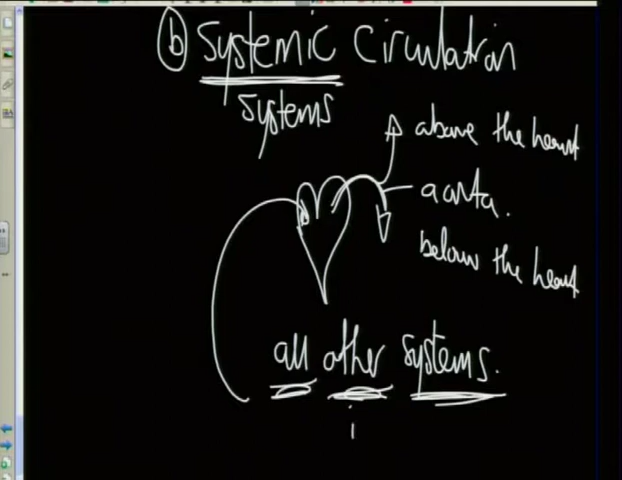 b Systemic Circulation
Systems
above the heart
aorta.
below the heart
all other systems.